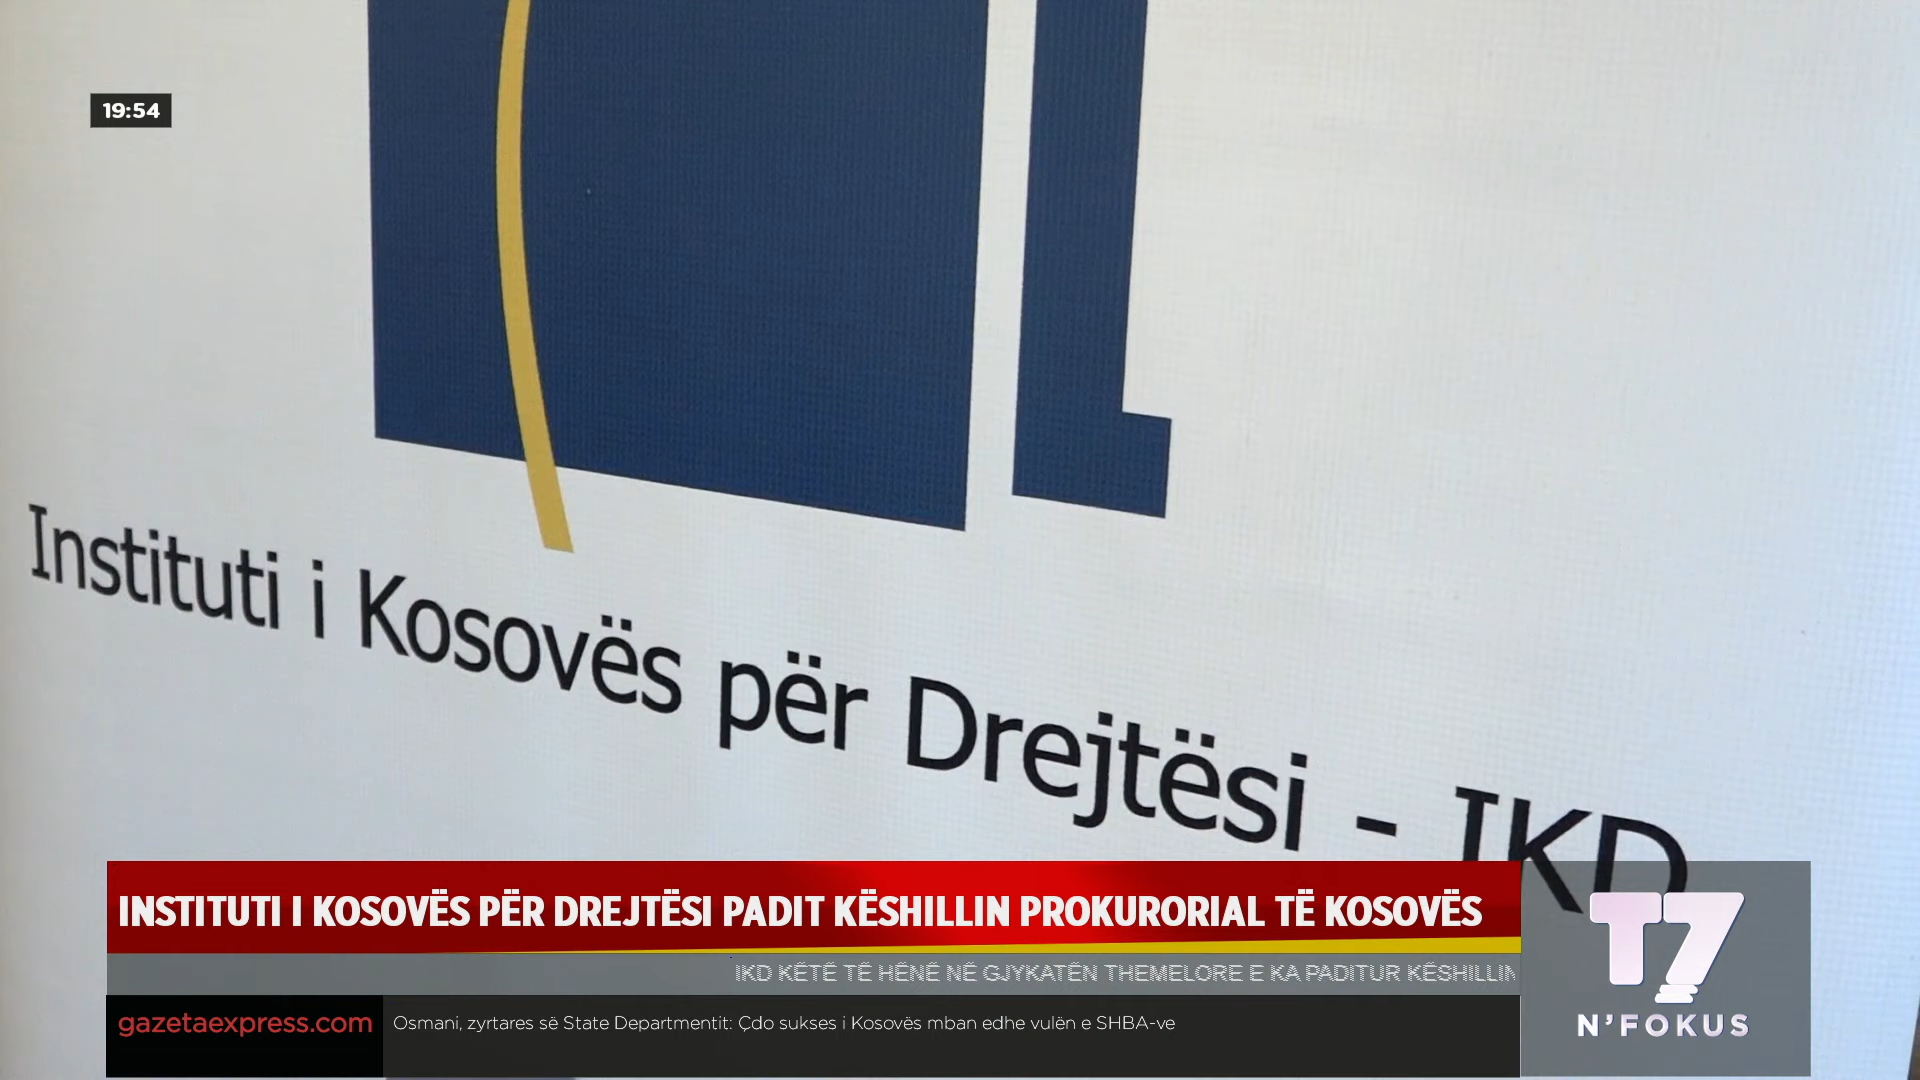 19:54
Instituti i Kosovës për Drejtësi - IKD
INSTITUTI I KOSOVËS PËR DREJTËSI PADIT KËSHILLIN PROKURORIAL TË KOSOVËS
IKD KËTË TË HËNË NË GJYKATËN THEMELORE E KA PADITUR KËSHILLIN
gazetaexpress.com
Osmani, zyrtares së State Departmentit: Çdo sukses i Kosovës mban edhe vulën e SHBA-ve
T7
N'FOKUS